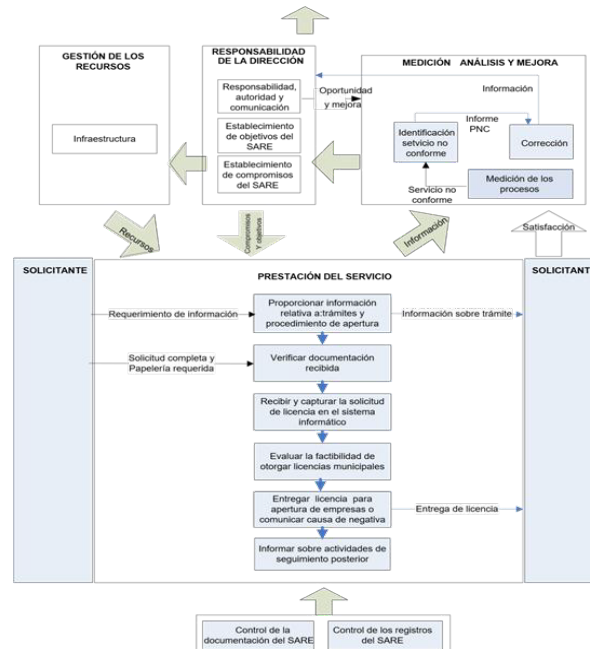 GESTIÓN DE LOS
RECURSOS
Infraestructura
RESPONSABILIDAD
DE LA DIRECCIÓN
Responsabilidad,
autoridad y
comunicación
Establecimiento
de objetivos del
SARE
Establecimiento
de compromisos
del SARE
Oportunidad
y mejora
MEDICIÓN ANÁLISIS Y MEJORA
Información
Informe
PNC
Identificación
setvicio no
conforme
Corrección
Servicio no
conforme
Medición de los
procesos
Recursos
Compromisos
Y objetivos
Información
Satisfacción
SOLICITANTE
PRESTACIÓN DEL SERVICIO
SOLICITANT
Requerimiento de información
Proporcionar información
relativa a:trámites y
procedimiento de apertura
Información sobre trámite
Solicitud completa y
Papelería requerida
Verificar documentación
recibida
Recibir y capturar la solicitud
de licencia en el sistema
informático
Evaluar la factibilidad de
otorgar licencias municipales
Entregar licencia para
apertura de empresas o
comunicar causa de negativa
Entrega de licencia
Informar sobre actividades de
seguimiento posterior
Control de la
documentación del SARE
Control de los registros
del SARE